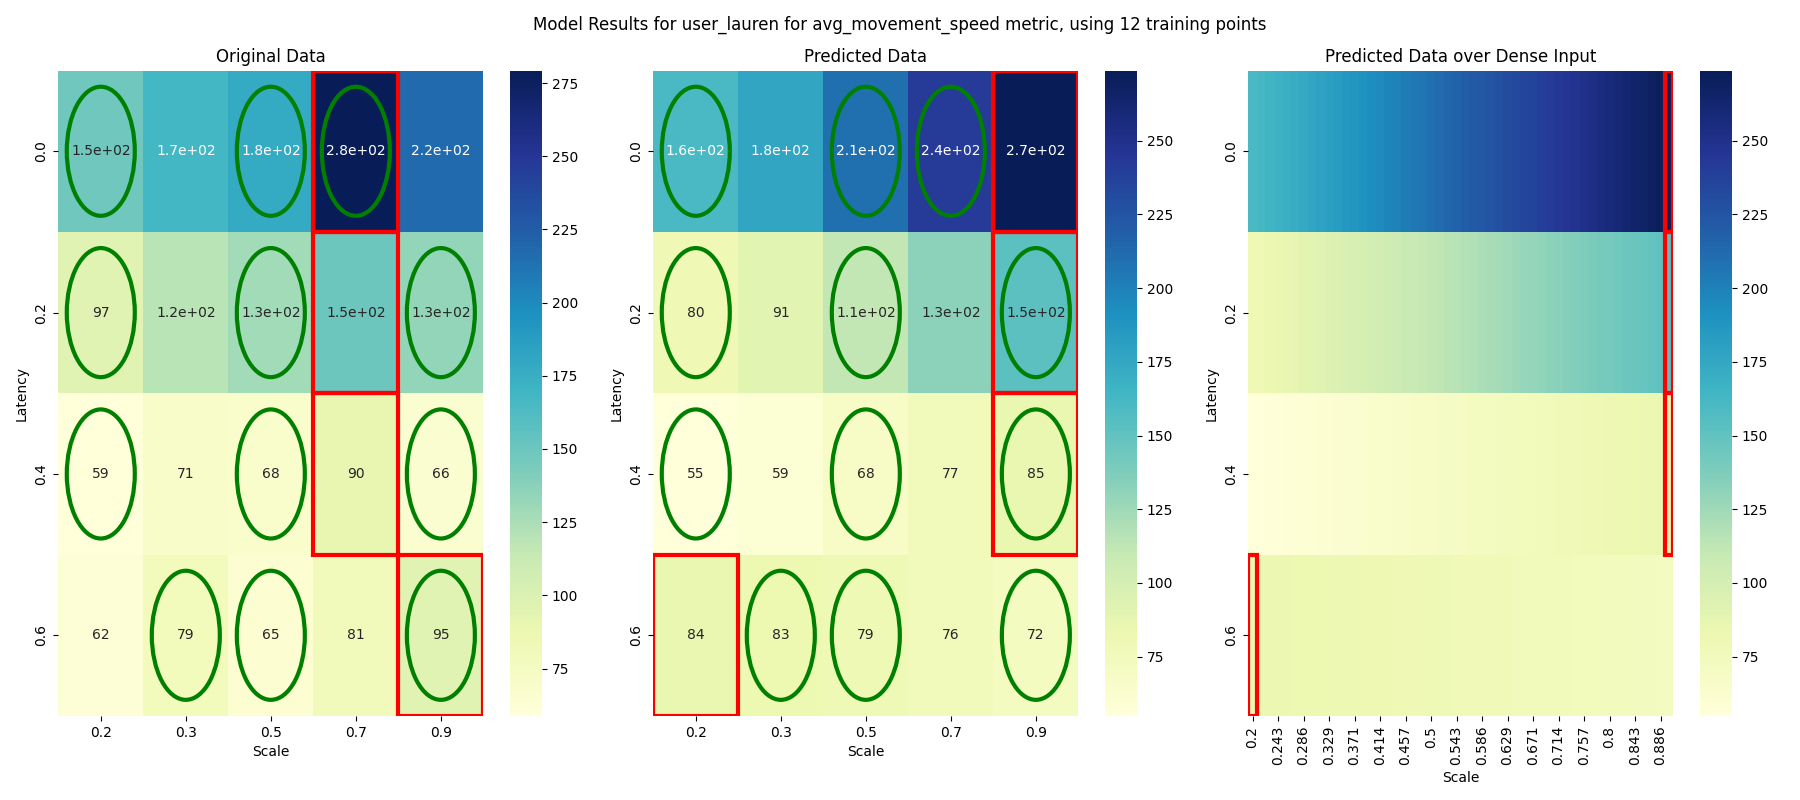 Model Results for user_lauren for avg_movement_speed metric, using 12 training points
Original Data
Latency
0.0
0.2
0.4
0.6
1.5e+02 1.7e+02 1.8e+02 2.8e+02 2.2e+02
97 1.2e+02 1.3e+02 1.5e+02 1.3e+02
59 71 68 90 66
62 79 65 81 95
0.2 0.3 0.5 0.7 0.9
Scale
275
250
225
200
175
150
125
100
75
Predicted Data
Latency
0.0
0.2
0.4
0.6
1.6e+02 1.8e+02 2.1e+02 2.4e+02 2.7e+02
80 91 1.1e+02 1.3e+02 1.5e+02
55 59 68 77 85
84 83 79 76 72
0.2 0.3 0.5 0.7 0.9
Scale
250
225
200
175
150
125
100
75
Predicted Data over Dense Input
Latency
0.0
0.2
0.4
0.6
0.2 0.243 0.286 0.329 0.371 0.414 0.457 0.5 0.543 0.586 0.629 0.671 0.714 0.757 0.8 0.843 0.886
Scale
250
225
200
175
150
125
100
75